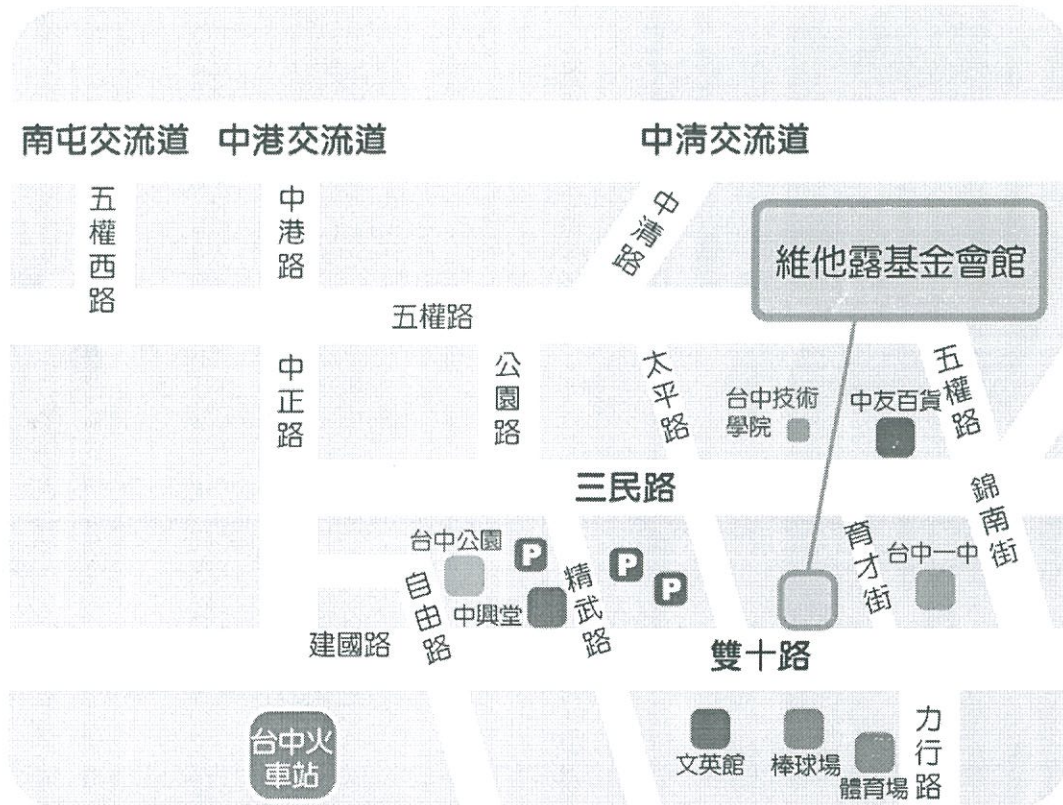 南屯交流道
中港交流道
中清交流道
五權西路
中港路
中清路
維他露基金會館
五權路
中正路
公園路
太平路
台中技術
學院
中友百貨
五權路
三民路
錦南街
台中公園
P
P
P
自由路
中興堂
精武路
育才街
台中一中
建國路
雙十路
台中火
車站
文英館
棒球場
體育場
力行路